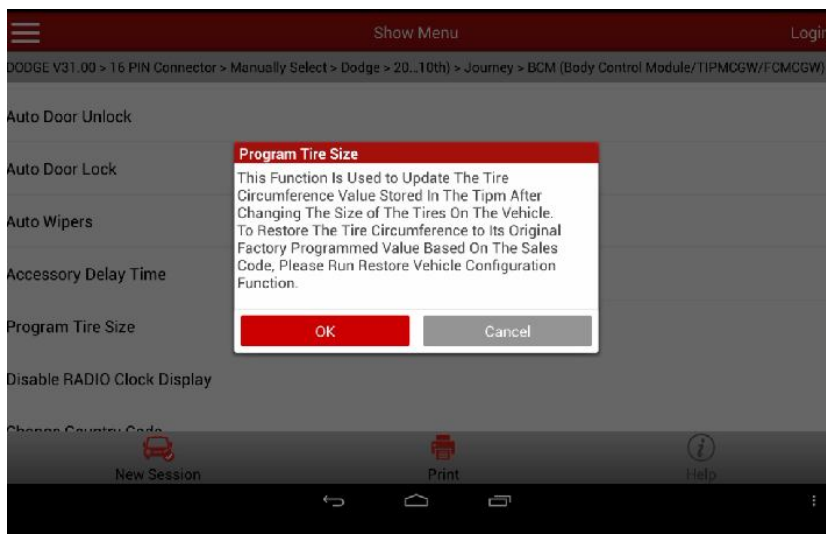 Show Menu
Login
DODGE V31.00 > 16 PIN Connector > Manually Select > Dodge > 20..10th) > Journey > BCM (Body Control Module/TIPMCGW/FCMCGW)
Auto Door Unlock
Auto Door Lock
Auto Wipers
Accessory Delay Time
Program Tire Size
Disable RADIO Clock Display
Change Country Code
Program Tire Size
This Function Is Used to Update The Tire
Circumference Value Stored In The Tipm After
Changing The Size of The Tires On The Vehicle.
To Restore The Tire Circumference to Its Original
Factory Programmed Value Based On The Sales
Code, Please Run Restore Vehicle Configuration
Function.
OK
Cancel
New Session
Print
Help